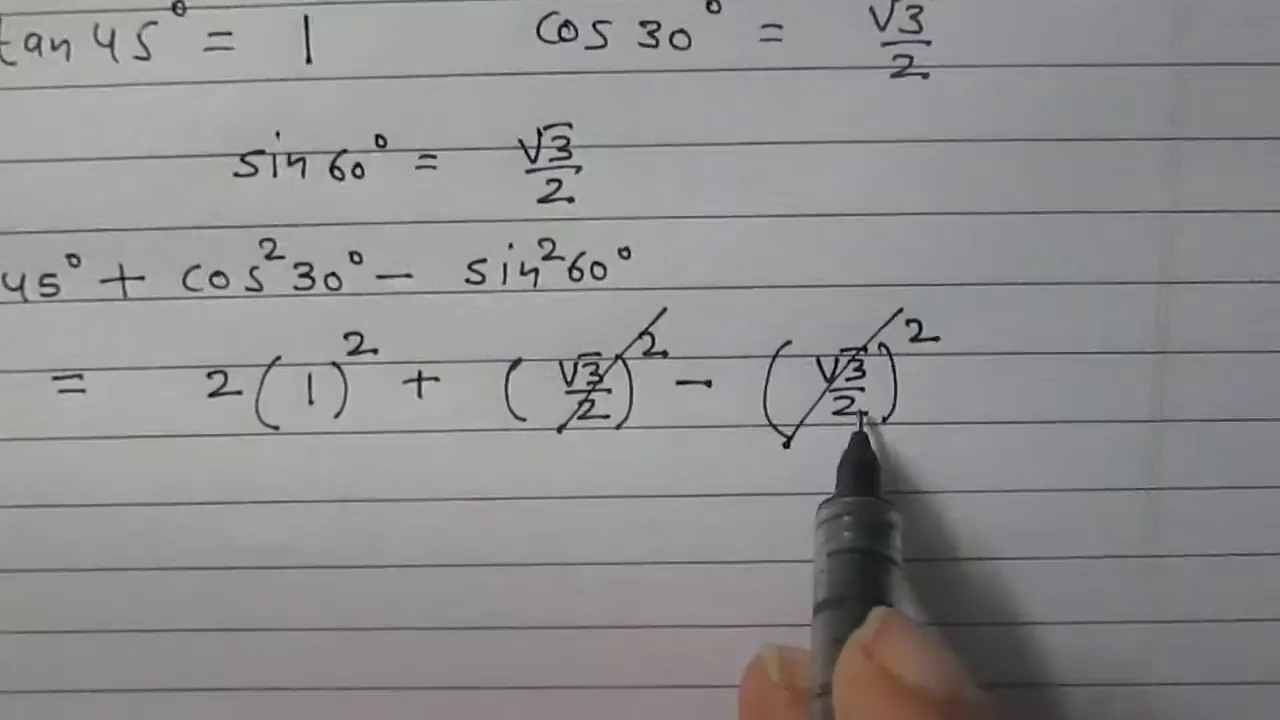 tan 45° = 1 cos 30° = √3/2
sin 60° = √3/2
45° + cos²30° − sin²60°
= 2(1)² + (√3/2)² − (√3/2)²